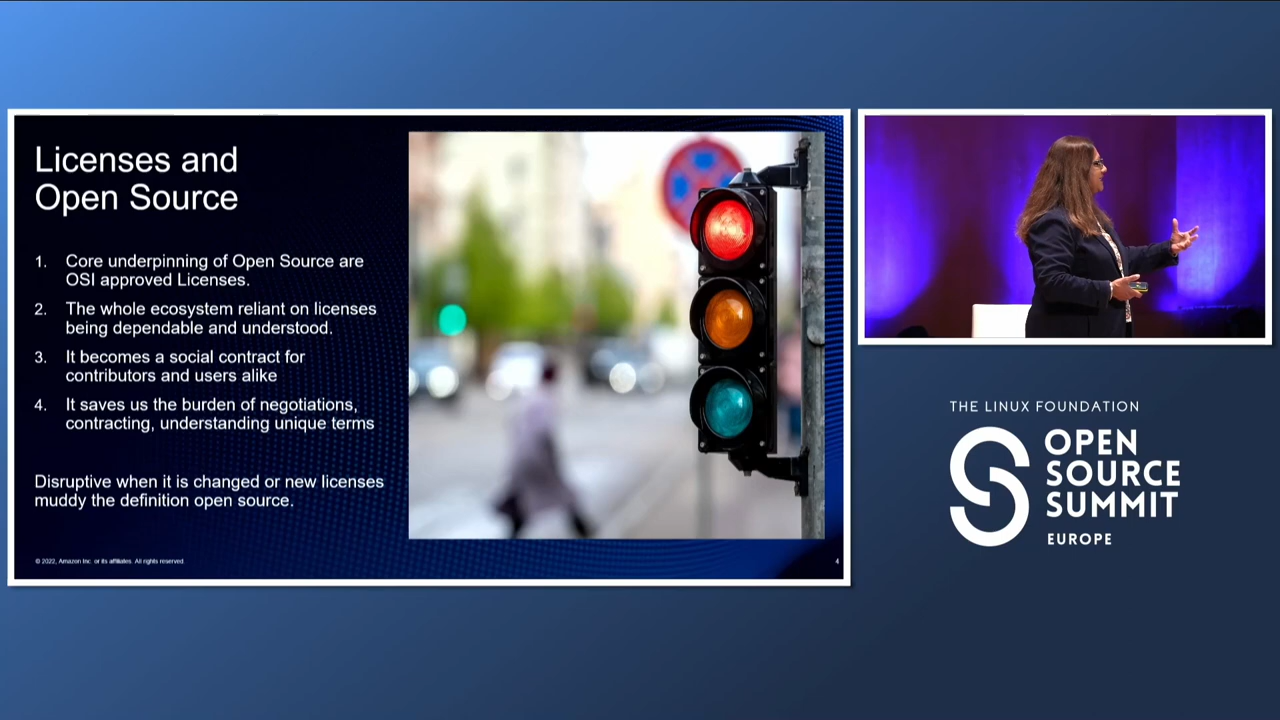 Licenses and
Open Source
1. Core underpinning of Open Source are
OSI approved Licenses.
2. The whole ecosystem reliant on licenses
being dependable and understood.
3. It becomes a social contract for
contributors and users alike
4. It saves us the burden of negotiations,
contracting, understanding unique terms
Disruptive when it is changed or new licenses
muddy the definition open source.
© 2022, Amazon Inc. or its affiliates. All rights reserved.
4
THE LINUX FOUNDATION
OPEN
SOURCE
SUMMIT
EUROPE